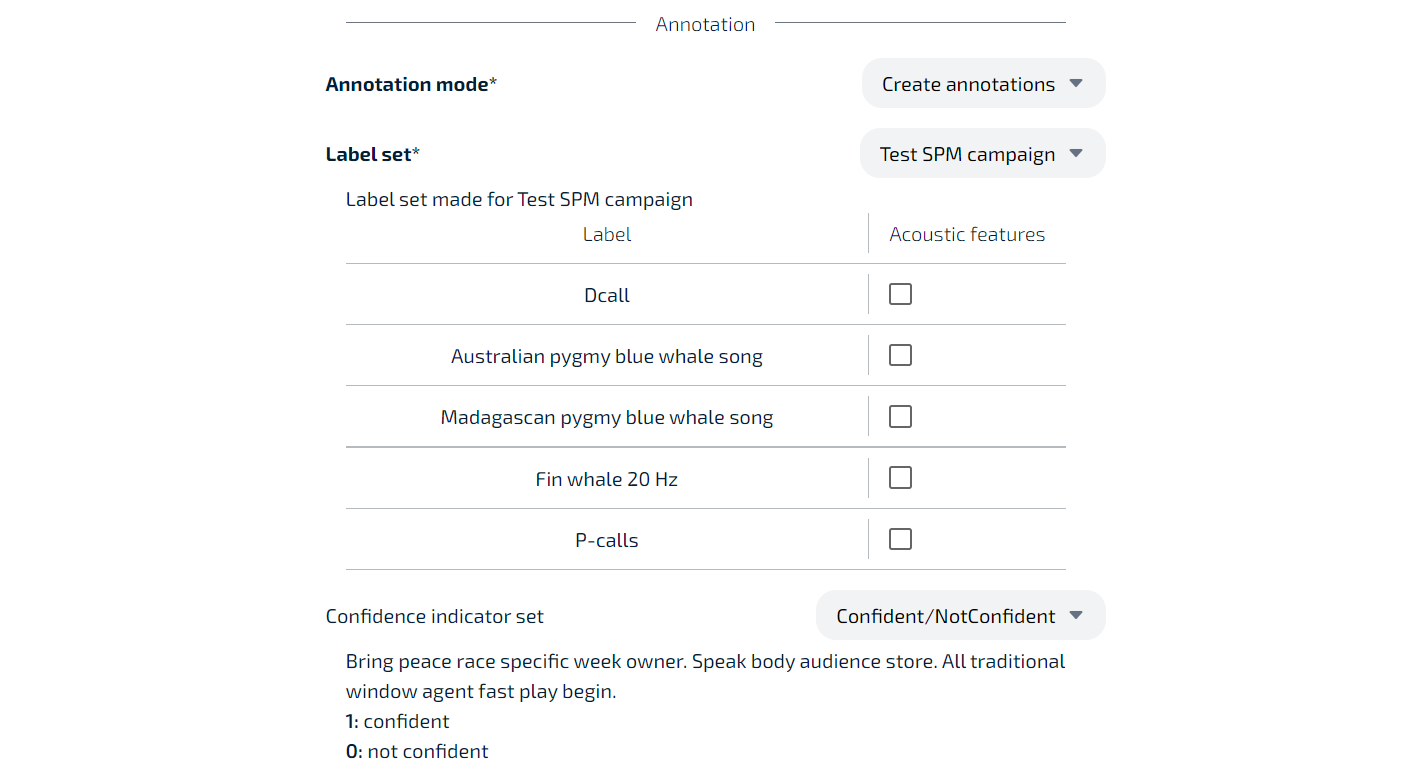 Annotation
Annotation mode* Create annotations
Label set* Test SPM campaign
Label set made for Test SPM campaign
Label Acoustic features
Dcall
Australian pygmy blue whale song
Madagascan pygmy blue whale song
Fin whale 20 Hz
P-calls
Confidence indicator set Confident/NotConfident
Bring peace race specific week owner. Speak body audience store. All traditional
window agent fast play begin.
1: confident
0: not confident